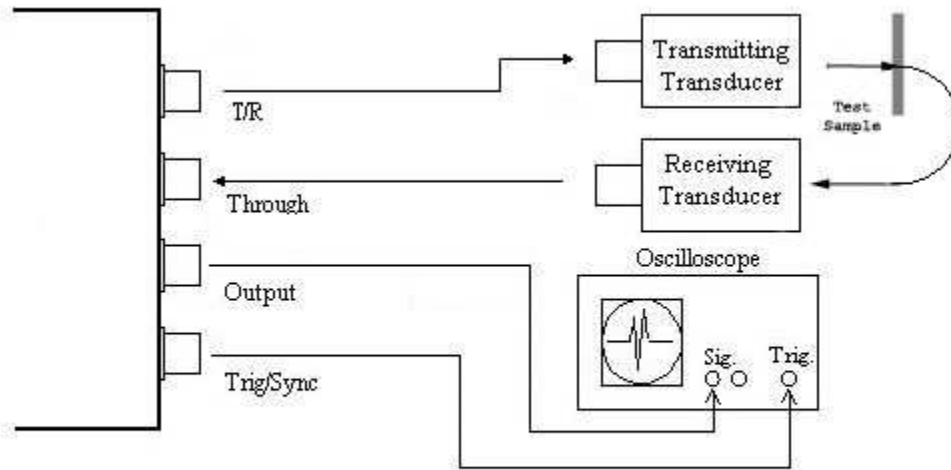 Transmitting
Transducer
T/R
Test
Sample
Receiving
Transducer
Through
Oscilloscope
Output
Sig.
Trig.
Trig/Sync